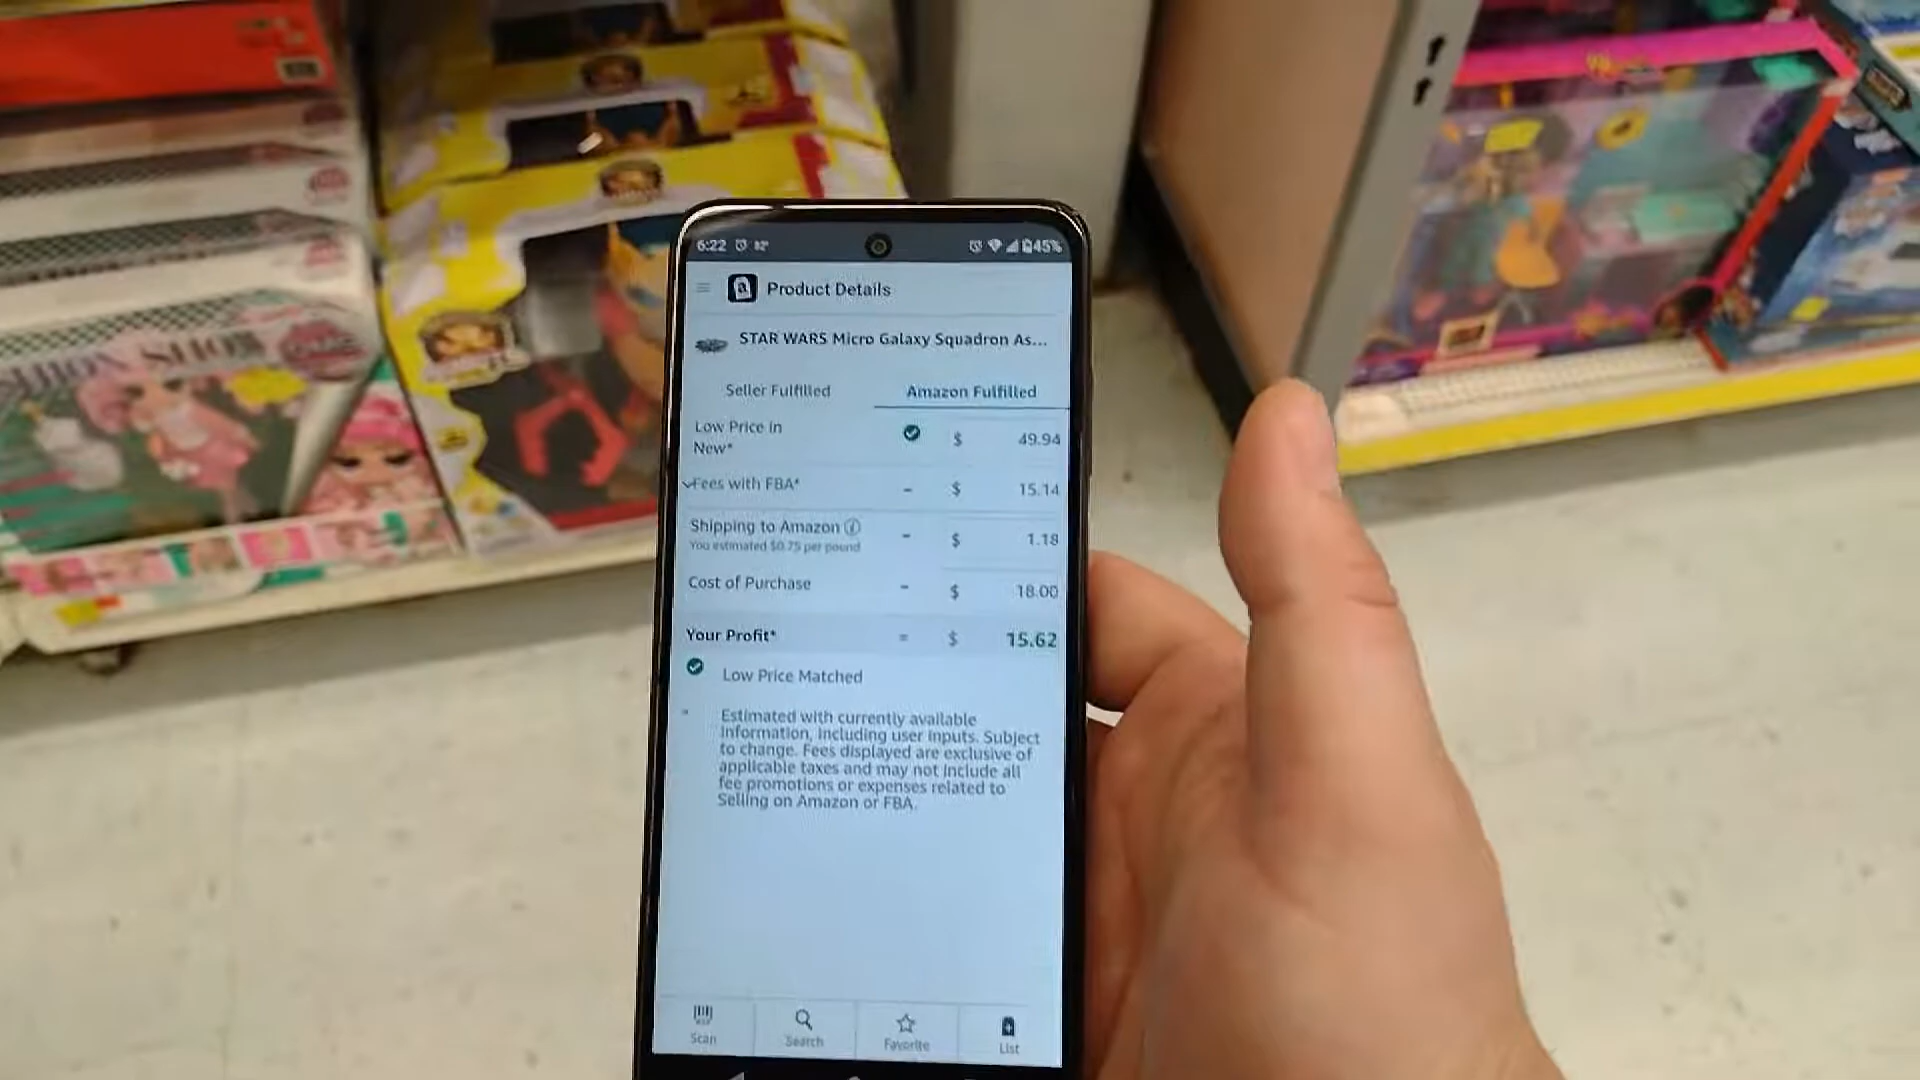 6:22 82° 45%
Product Details
STAR WARS Micro Galaxy Squadron As...
Seller Fulfilled Amazon Fulfilled
Low Price in
New* $ 49.94
Fees with FBA* - $ 15.14
Shipping to Amazon - $ 1.18
You estimated $0.75 per pound
Cost of Purchase - $ 18.00
Your Profit* = $ 15.62
Low Price Matched
* Estimated with currently available
information, including user inputs. Subject
to change. Fees displayed are exclusive of
applicable taxes and may not include all
fee promotions or expenses related to
Selling on Amazon or FBA.
Scan Search Favorite List
SHION SHOW